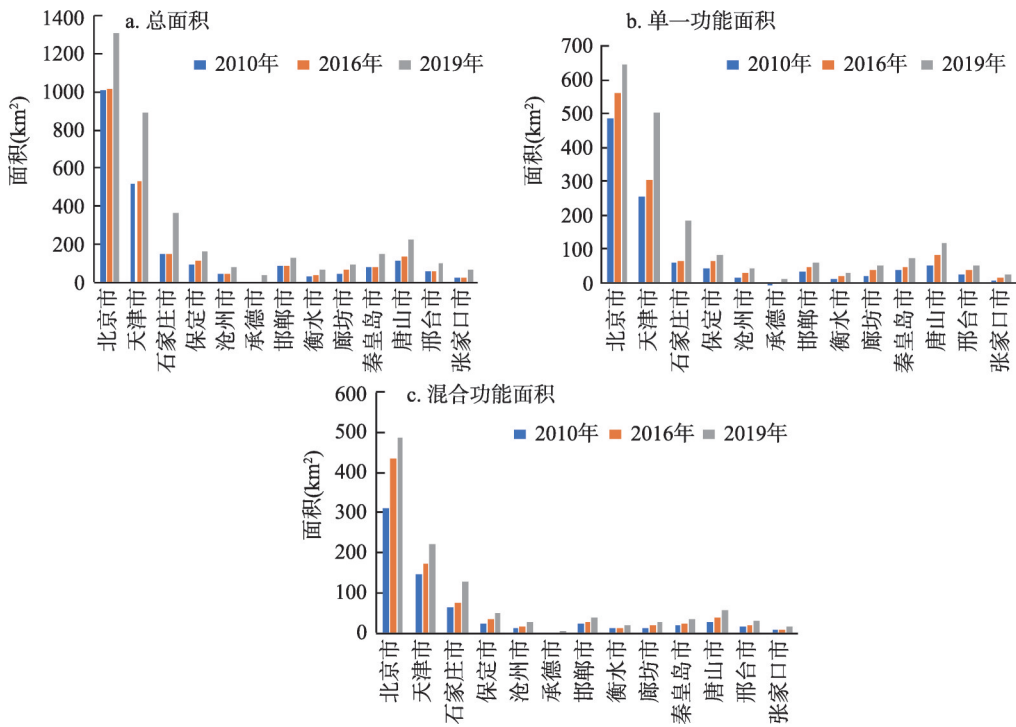 a. 总面积
2010年 2016年 2019年
面积(km²)
1400
1200
1000
800
600
400
200
0
北京市 天津市 石家庄市 保定市 沧州市 承德市 邯郸市 衡水市 廊坊市 秦皇岛市 唐山市 邢台市 张家口市
b. 单一功能面积
2010年 2016年 2019年
面积(km²)
700
600
500
400
300
200
100
0
北京市 天津市 石家庄市 保定市 沧州市 承德市 邯郸市 衡水市 廊坊市 秦皇岛市 唐山市 邢台市 张家口市
c. 混合功能面积
2010年 2016年 2019年
面积(km²)
600
500
400
300
200
100
0
北京市 天津市 石家庄市 保定市 沧州市 承德市 邯郸市 衡水市 廊坊市 秦皇岛市 唐山市 邢台市 张家口市